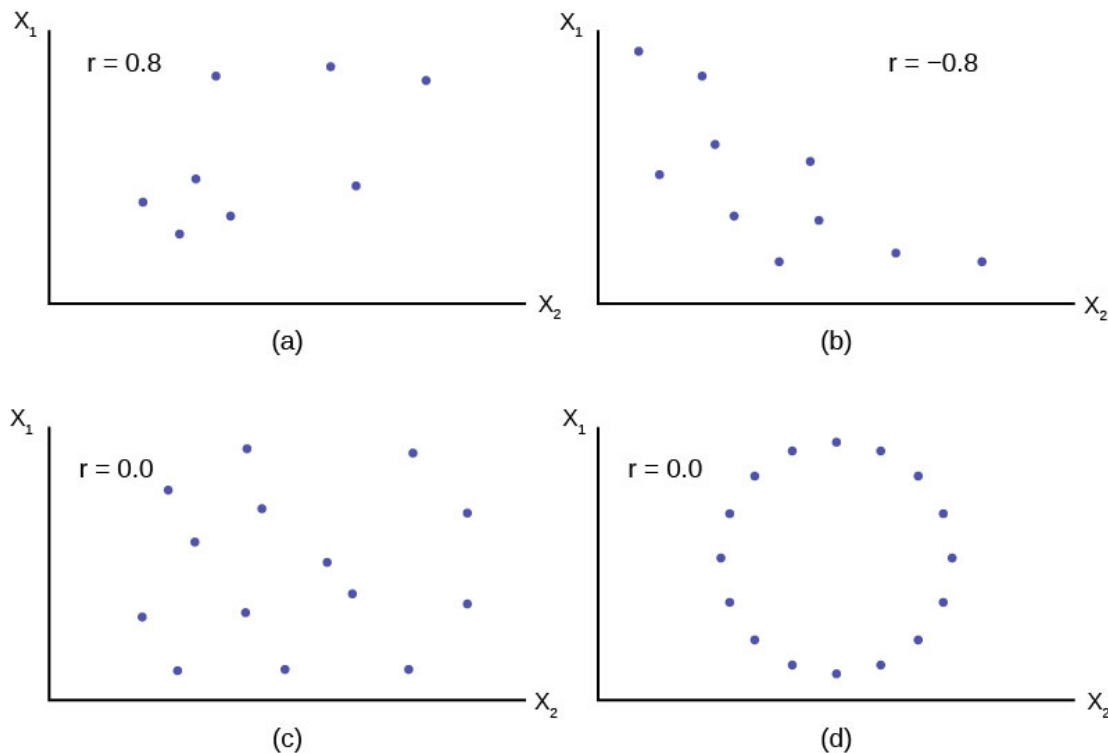 X₁
r = 0.8
X₂
(a)
X₁
r = −0.8
X₂
(b)
X₁
r = 0.0
X₂
(c)
X₁
r = 0.0
X₂
(d)